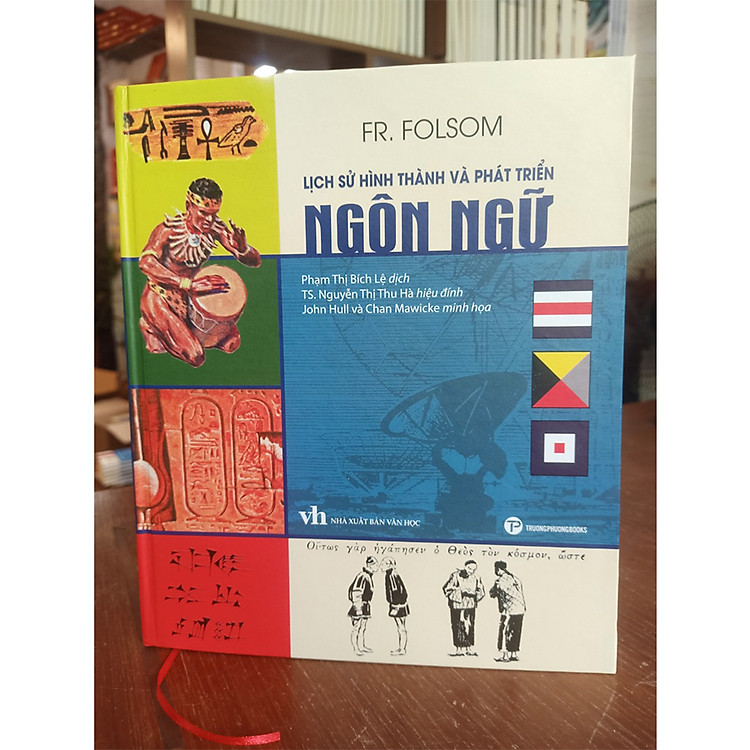 FR. FOLSOM
LỊCH SỬ HÌNH THÀNH VÀ PHÁT TRIỂN
NGÔN NGỮ
Phạm Thị Bích Lệ dịch
TS. Nguyễn Thị Thu Hà hiệu đính
John Hull và Chan Mawicke minh họa
vh NHÀ XUẤT BẢN VĂN HỌC
TP TRUONGPHUONGBOOKS
Οὕτως γὰρ ἠγάπησεν ὁ Θεὸς τὸν κόσμον, ὥστε